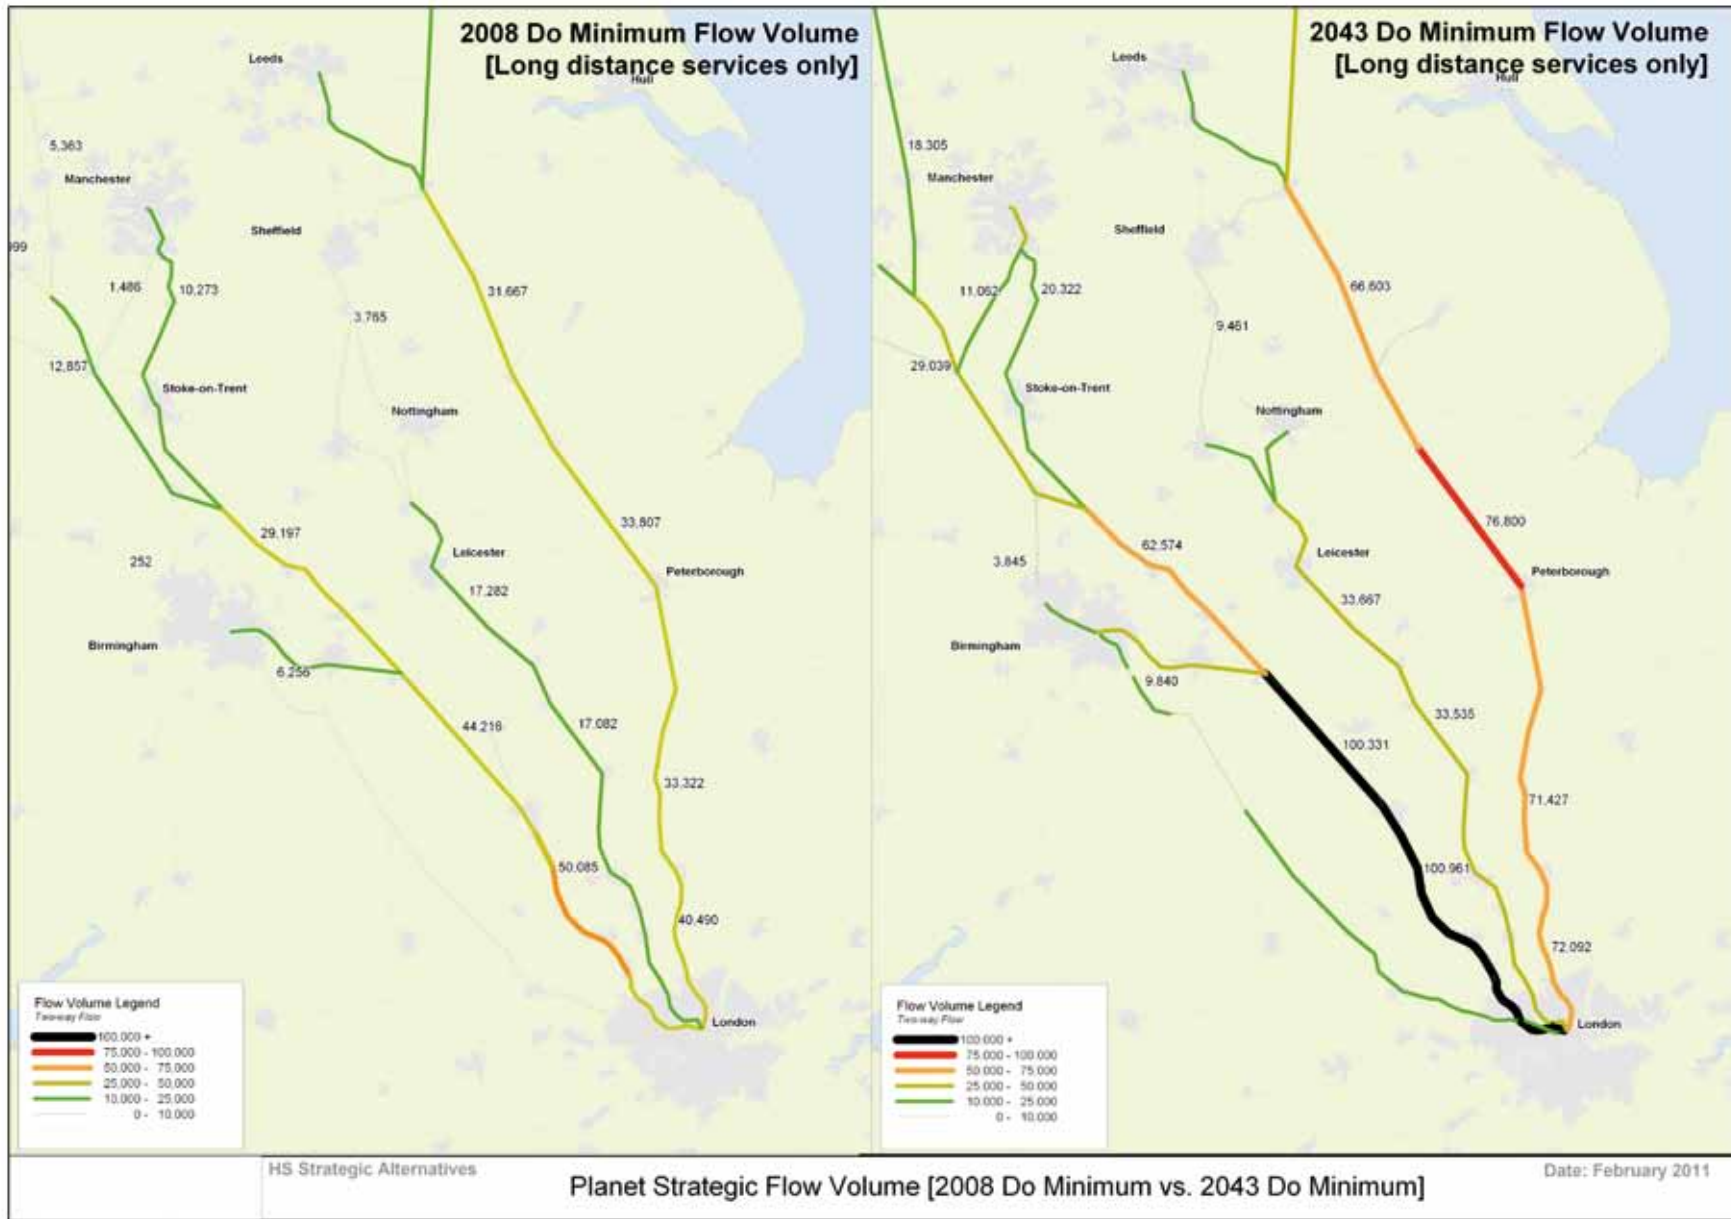 2008 Do Minimum Flow Volume
[Long distance services only]
Leeds
Hull
5,363
Manchester
Sheffield
999
1.486
10.273
31.667
3.765
12,857
Stoke-on-Trent
Nottingham
29.197
33,807
252
Leicester
Peterborough
17.282
Birmingham
6.256
44.216
17.082
33.322
50.085
40.490
Flow Volume Legend
Two-way Flow
London
100.000 +
75.000 - 100.000
50.000 - 75.000
25.000 - 50.000
10.000 - 25.000
0 - 10.000
2043 Do Minimum Flow Volume
[Long distance services only]
Leeds
Hull
18.305
Manchester
Sheffield
11.062
20.322
66.603
9.461
29.039
Stoke-on-Trent
Nottingham
76.800
62.574
3.845
Leicester
Peterborough
33.667
Birmingham
9.840
33,535
100.331
71.427
100.961
72,092
Flow Volume Legend
Two-way Flow
London
100.000 +
75.000 - 100.000
50.000 - 75.000
25.000 - 50.000
10.000 - 25.000
0 - 10.000
HS Strategic Alternatives
Planet Strategic Flow Volume [2008 Do Minimum vs. 2043 Do Minimum]
Date: February 2011